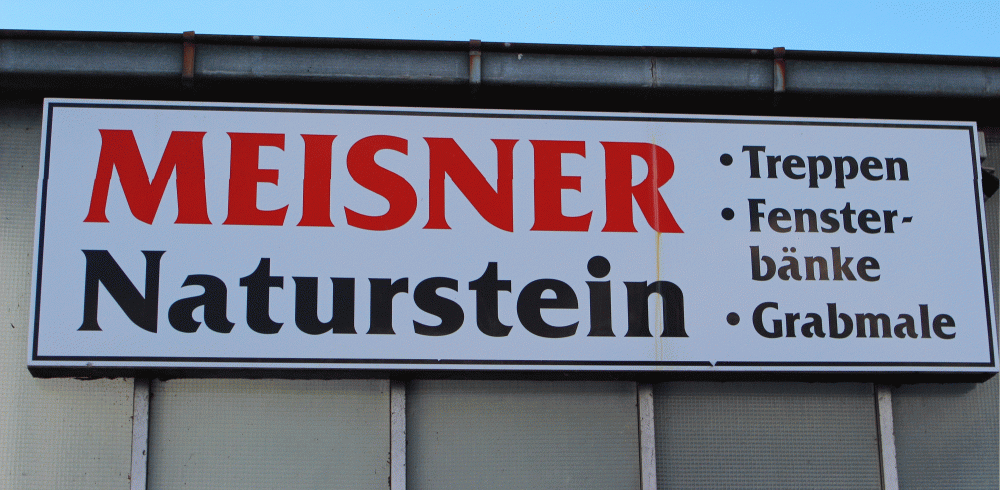 MEISNER
Naturstein
• Treppen
• Fenster-
bänke
• Grabmale